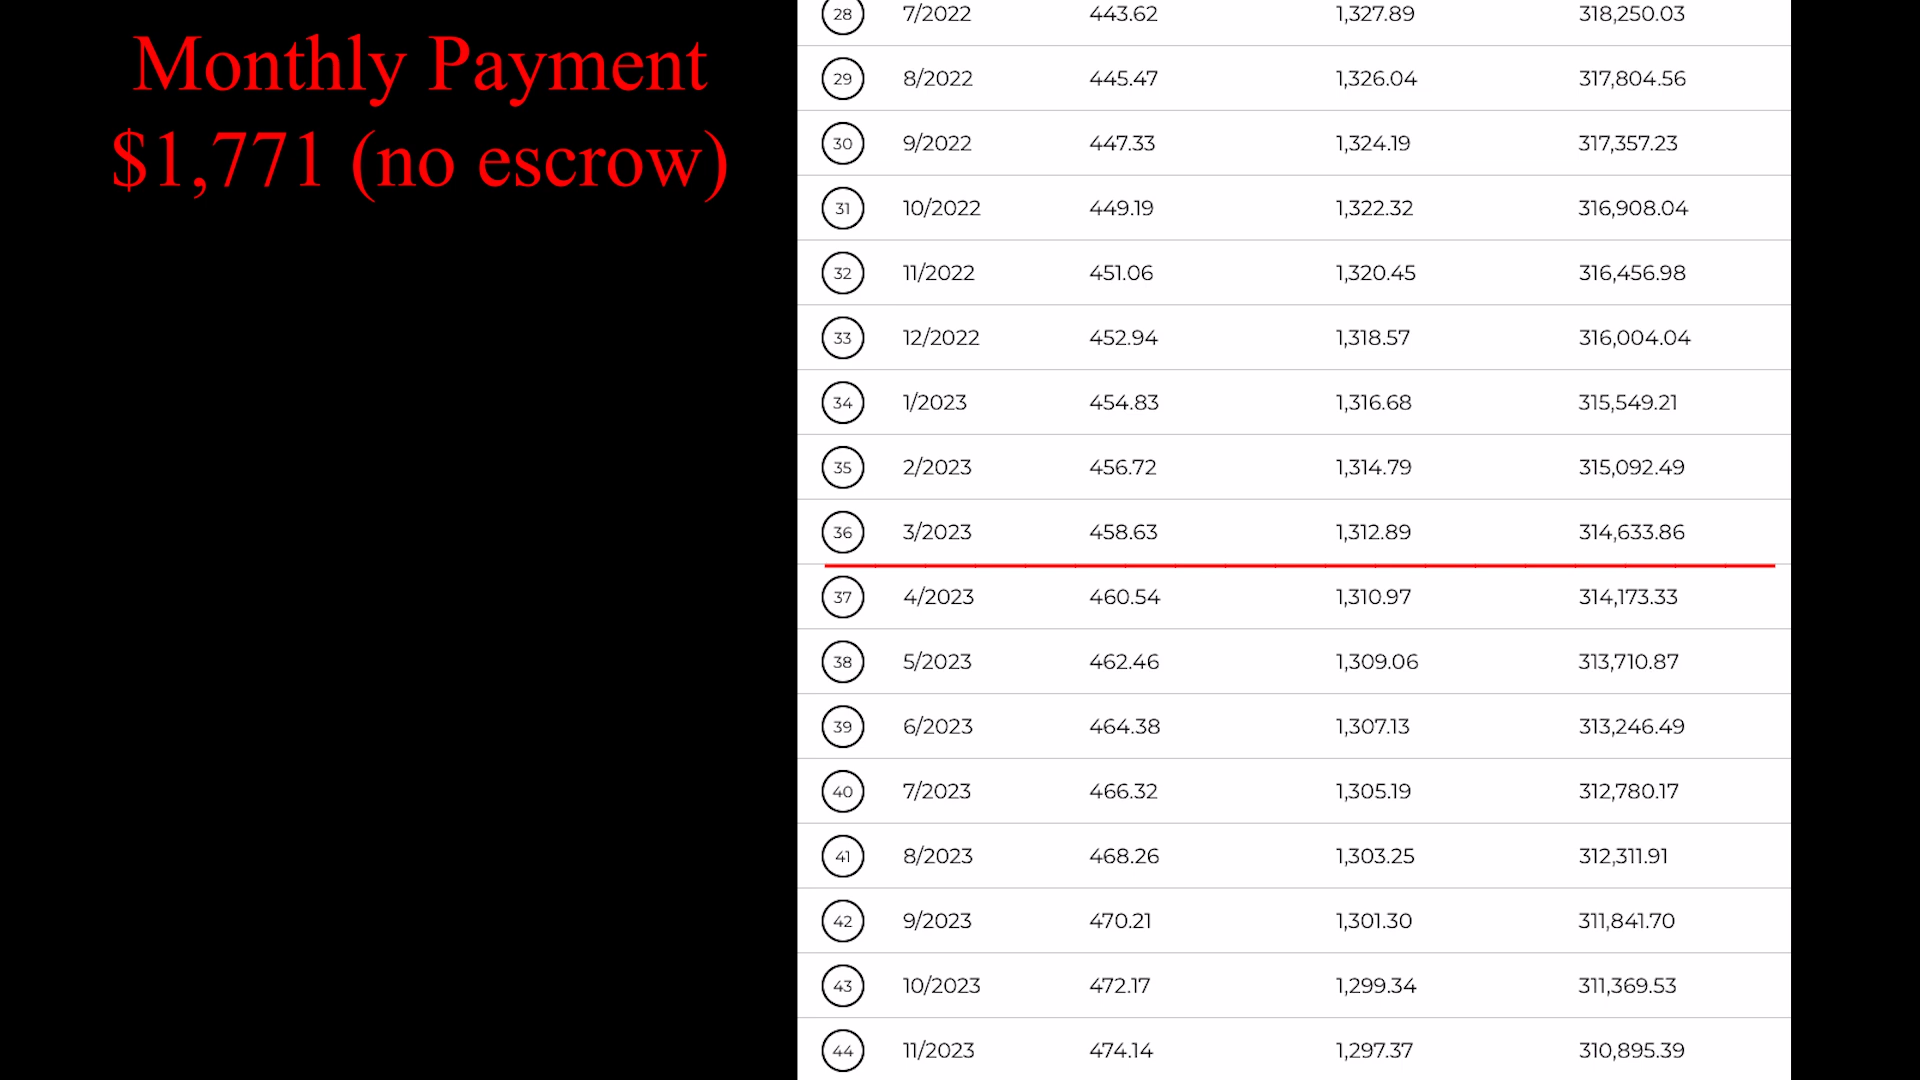 Monthly Payment
$1,771 (no escrow)
28 7/2022 443.62 1,327.89 318,250.03
29 8/2022 445.47 1,326.04 317,804.56
30 9/2022 447.33 1,324.19 317,357.23
31 10/2022 449.19 1,322.32 316,908.04
32 11/2022 451.06 1,320.45 316,456.98
33 12/2022 452.94 1,318.57 316,004.04
34 1/2023 454.83 1,316.68 315,549.21
35 2/2023 456.72 1,314.79 315,092.49
36 3/2023 458.63 1,312.89 314,633.86
37 4/2023 460.54 1,310.97 314,173.33
38 5/2023 462.46 1,309.06 313,710.87
39 6/2023 464.38 1,307.13 313,246.49
40 7/2023 466.32 1,305.19 312,780.17
41 8/2023 468.26 1,303.25 312,311.91
42 9/2023 470.21 1,301.30 311,841.70
43 10/2023 472.17 1,299.34 311,369.53
44 11/2023 474.14 1,297.37 310,895.39